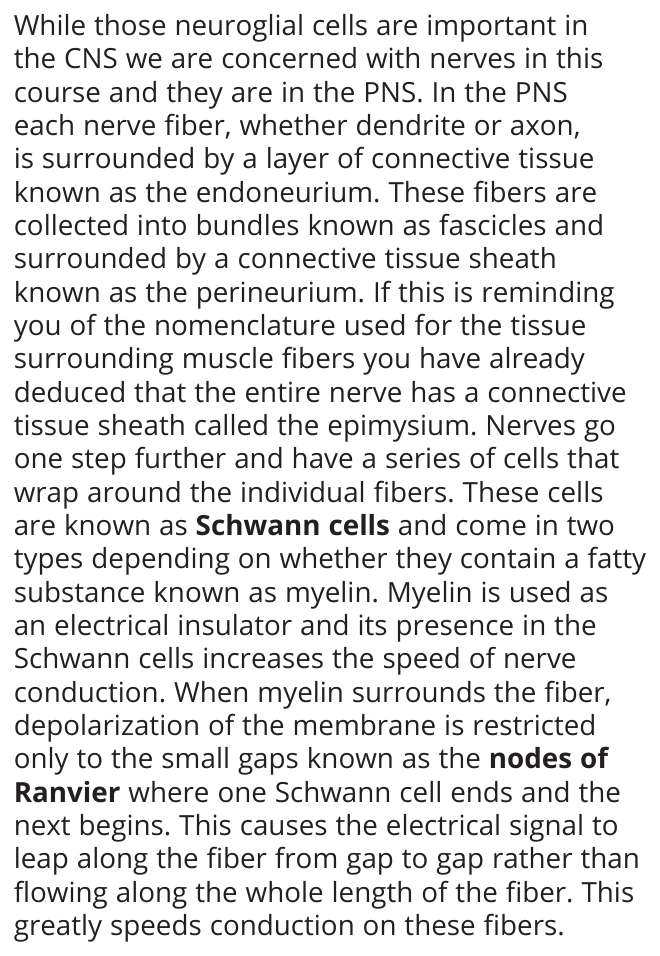 While those neuroglial cells are important in
the CNS we are concerned with nerves in this
course and they are in the PNS. In the PNS
each nerve fiber, whether dendrite or axon,
is surrounded by a layer of connective tissue
known as the endoneurium. These fibers are
collected into bundles known as fascicles and
surrounded by a connective tissue sheath
known as the perineurium. If this is reminding
you of the nomenclature used for the tissue
surrounding muscle fibers you have already
deduced that the entire nerve has a connective
tissue sheath called the epimysium. Nerves go
one step further and have a series of cells that
wrap around the individual fibers. These cells
are known as Schwann cells and come in two
types depending on whether they contain a fatty
substance known as myelin. Myelin is used as
an electrical insulator and its presence in the
Schwann cells increases the speed of nerve
conduction. When myelin surrounds the fiber,
depolarization of the membrane is restricted
only to the small gaps known as the nodes of
Ranvier where one Schwann cell ends and the
next begins. This causes the electrical signal to
leap along the fiber from gap to gap rather than
flowing along the whole length of the fiber. This
greatly speeds conduction on these fibers.